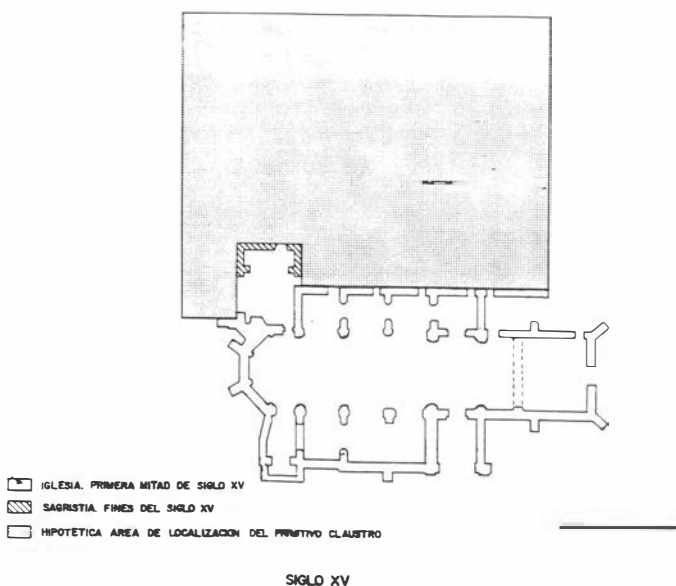 IGLESIA. PRIMERA MITAD DE SIGLO XV
SAGRISTIA. FINES DEL SIGLO XV
HIPOTÉTICA AREA DE LOCALIZACION DEL PRIMITIVO CLAUSTRO
SIGLO XV